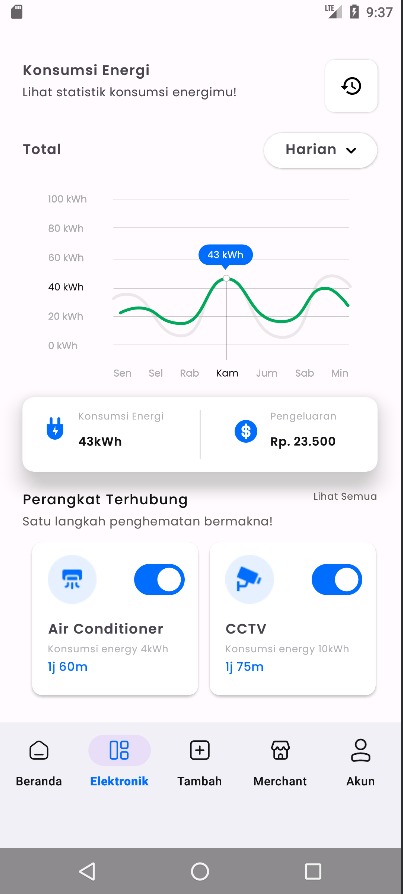 LTE 9:37
Konsumsi Energi
Lihat statistik konsumsi energimu!
Total
Harian
100 kWh
80 kWh
60 kWh
43 kWh
40 kWh
20 kWh
0 kWh
Sen Sel Rab Kam Jum Sab Min
Konsumsi Energi
43kWh
Pengeluaran
Rp. 23.500
Perangkat Terhubung
Lihat Semua
Satu langkah penghematan bermakna!
Air Conditioner
Konsumsi energy 4kWh
1j 60m
CCTV
Konsumsi energy 10kWh
1j 75m
Beranda Elektronik Tambah Merchant Akun